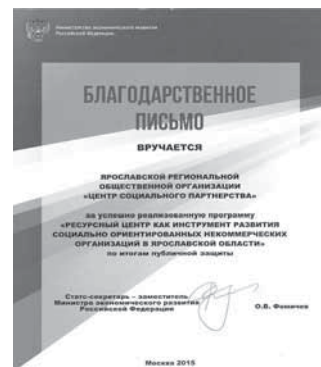 Министерство экономического развития
Российской Федерации
БЛАГОДАРСТВЕННОЕ
ПИСЬМО
ВРУЧАЕТСЯ
ЯРОСЛАВСКОЙ РЕГИОНАЛЬНОЙ
ОБЩЕСТВЕННОЙ ОРГАНИЗАЦИИ
«ЦЕНТР СОЦИАЛЬНОГО ПАРТНЕРСТВА»
за успешно реализованную программу
«РЕСУРСНЫЙ ЦЕНТР КАК ИНСТРУМЕНТ РАЗВИТИЯ
СОЦИАЛЬНО ОРИЕНТИРОВАННЫХ НЕКОММЕРЧЕСКИХ
ОРГАНИЗАЦИЙ В ЯРОСЛАВСКОЙ ОБЛАСТИ»
по итогам публичной защиты
Статс-секретарь – заместитель
Министра экономического развития
Российской Федерации
О.В. Фомичев
Москва 2015